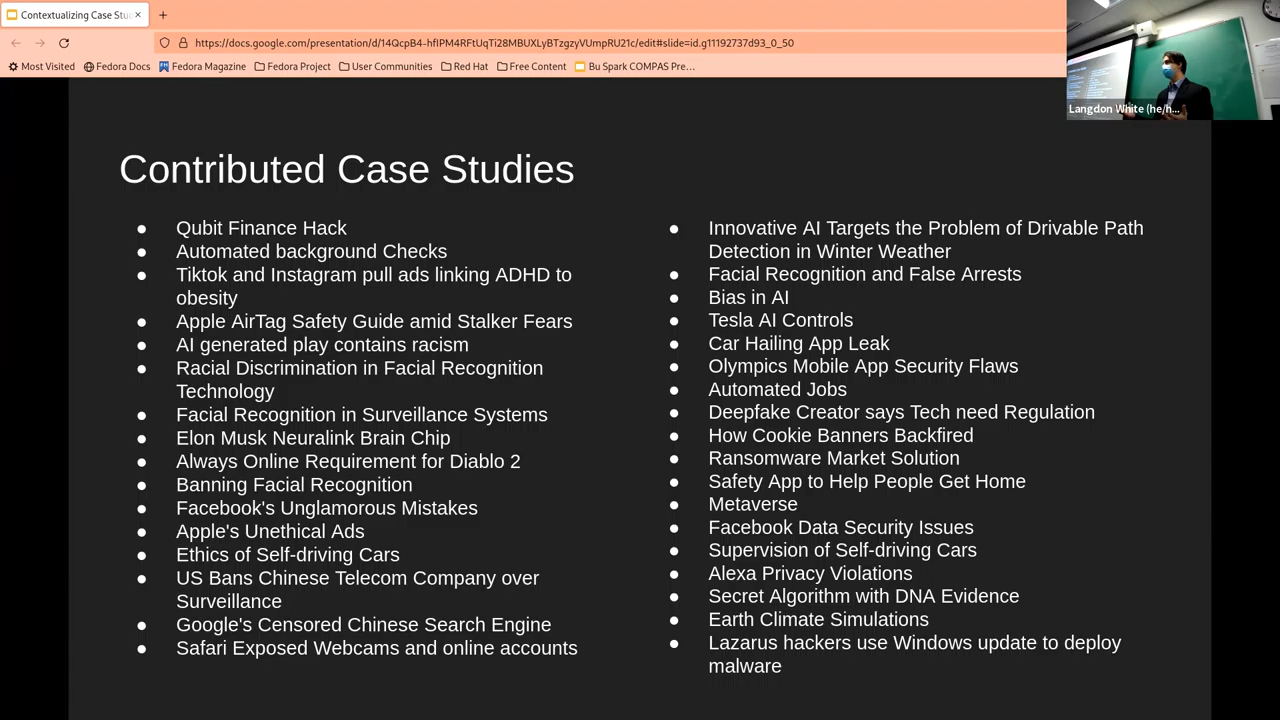 Contextualizing Case Stu
https://docs.google.com/presentation/d/14QcpB4-hfIPM4RFtUqTi28MBUXLyBTzgzyVUmpRU21c/edit#slide=id.g11192737d93_0_50
Most Visited
Fedora Docs
Fedora Magazine
Fedora Project
User Communities
Red Hat
Free Content
Bu Spark COMPAS Pre…
Langdon White (he/h...
Contributed Case Studies
Qubit Finance Hack
Automated background Checks
Tiktok and Instagram pull ads linking ADHD to
obesity
Apple AirTag Safety Guide amid Stalker Fears
AI generated play contains racism
Racial Discrimination in Facial Recognition
Technology
Facial Recognition in Surveillance Systems
Elon Musk Neuralink Brain Chip
Always Online Requirement for Diablo 2
Banning Facial Recognition
Facebook's Unglamorous Mistakes
Apple's Unethical Ads
Ethics of Self-driving Cars
US Bans Chinese Telecom Company over
Surveillance
Google's Censored Chinese Search Engine
Safari Exposed Webcams and online accounts
Innovative AI Targets the Problem of Drivable Path
Detection in Winter Weather
Facial Recognition and False Arrests
Bias in AI
Tesla AI Controls
Car Hailing App Leak
Olympics Mobile App Security Flaws
Automated Jobs
Deepfake Creator says Tech need Regulation
How Cookie Banners Backfired
Ransomware Market Solution
Safety App to Help People Get Home
Metaverse
Facebook Data Security Issues
Supervision of Self-driving Cars
Alexa Privacy Violations
Secret Algorithm with DNA Evidence
Earth Climate Simulations
Lazarus hackers use Windows update to deploy
malware